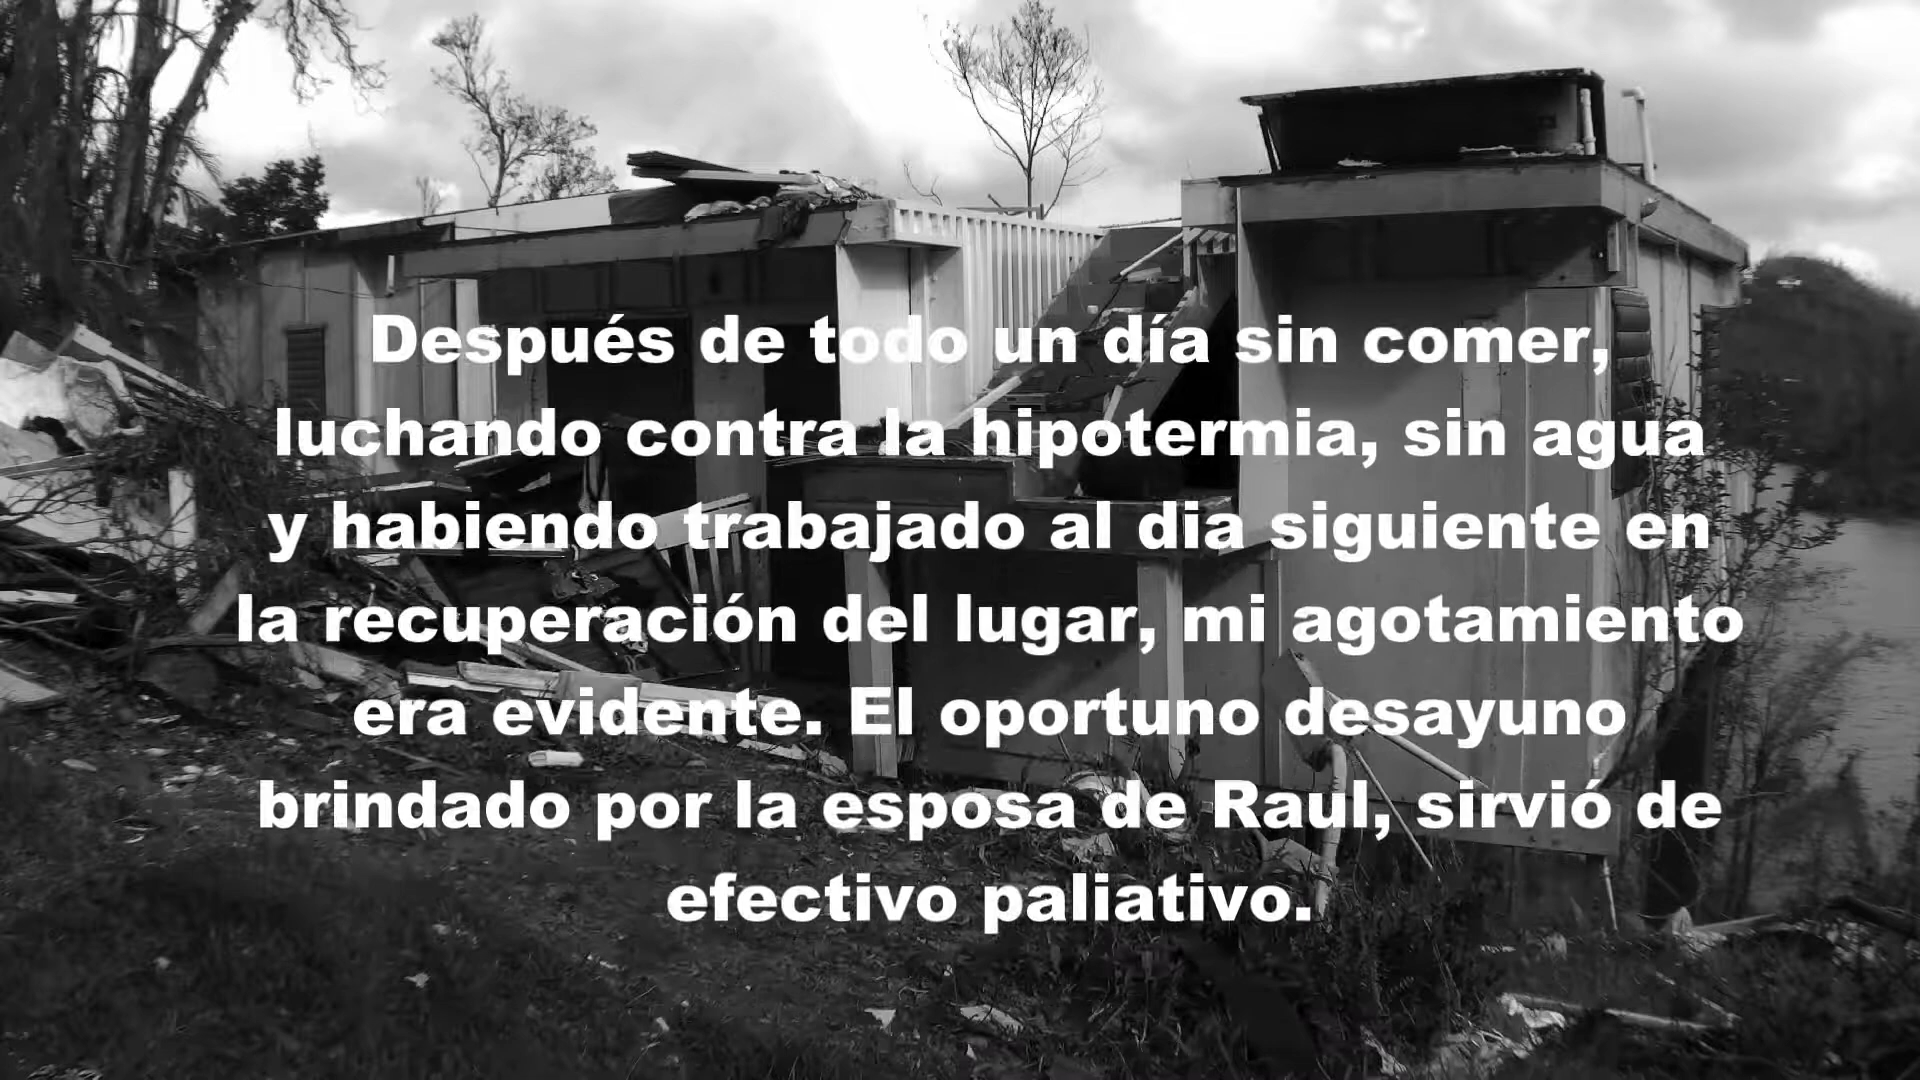 Después de todo un día sin comer,
luchando contra la hipotermia, sin agua
y habiendo trabajado al dia siguiente en
la recuperación del lugar, mi agotamiento
era evidente. El oportuno desayuno
brindado por la esposa de Raul, sirvió de
efectivo paliativo.